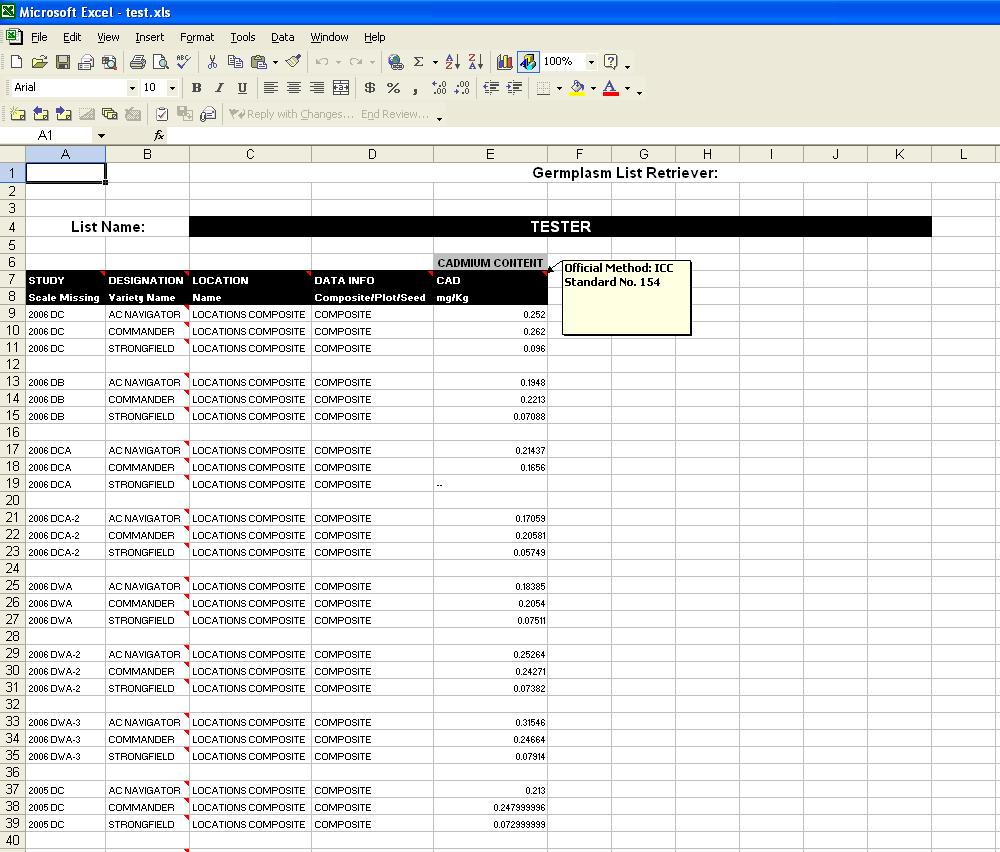 Microsoft Excel - test.xls
File Edit View Insert Format Tools Data Window Help
100%
Arial 10 B I U $ % ,
Reply with Changes... End Review...
A1 fx
A B C D E F G H I J K L
1 Germplasm List Retriever:
2
3
4 List Name: TESTER
5
6 CADMIUM CONTENT
Official Method: ICC
Standard No. 154
7 STUDY DESIGNATION LOCATION DATA INFO CAD
8 Scale Missing Variety Name Name Composite/Plot/Seed mg/Kg
9 2006 DC AC NAVIGATOR LOCATIONS COMPOSITE COMPOSITE 0.252
10 2006 DC COMMANDER LOCATIONS COMPOSITE COMPOSITE 0.262
11 2006 DC STRONGFIELD LOCATIONS COMPOSITE COMPOSITE 0.096
12
13 2006 DB AC NAVIGATOR LOCATIONS COMPOSITE COMPOSITE 0.1948
14 2006 DB COMMANDER LOCATIONS COMPOSITE COMPOSITE 0.2213
15 2006 DB STRONGFIELD LOCATIONS COMPOSITE COMPOSITE 0.07088
16
17 2006 DCA AC NAVIGATOR LOCATIONS COMPOSITE COMPOSITE 0.21437
18 2006 DCA COMMANDER LOCATIONS COMPOSITE COMPOSITE 0.1656
19 2006 DCA STRONGFIELD LOCATIONS COMPOSITE COMPOSITE --
20
21 2006 DCA-2 AC NAVIGATOR LOCATIONS COMPOSITE COMPOSITE 0.17059
22 2006 DCA-2 COMMANDER LOCATIONS COMPOSITE COMPOSITE 0.20581
23 2006 DCA-2 STRONGFIELD LOCATIONS COMPOSITE COMPOSITE 0.05749
24
25 2006 DWA AC NAVIGATOR LOCATIONS COMPOSITE COMPOSITE 0.18385
26 2006 DWA COMMANDER LOCATIONS COMPOSITE COMPOSITE 0.2054
27 2006 DWA STRONGFIELD LOCATIONS COMPOSITE COMPOSITE 0.07511
28
29 2006 DWA-2 AC NAVIGATOR LOCATIONS COMPOSITE COMPOSITE 0.25264
30 2006 DWA-2 COMMANDER LOCATIONS COMPOSITE COMPOSITE 0.24271
31 2006 DWA-2 STRONGFIELD LOCATIONS COMPOSITE COMPOSITE 0.07382
32
33 2006 DWA-3 AC NAVIGATOR LOCATIONS COMPOSITE COMPOSITE 0.31546
34 2006 DWA-3 COMMANDER LOCATIONS COMPOSITE COMPOSITE 0.24664
35 2006 DWA-3 STRONGFIELD LOCATIONS COMPOSITE COMPOSITE 0.07914
36
37 2005 DC AC NAVIGATOR LOCATIONS COMPOSITE COMPOSITE 0.213
38 2005 DC COMMANDER LOCATIONS COMPOSITE COMPOSITE 0.247999996
39 2005 DC STRONGFIELD LOCATIONS COMPOSITE COMPOSITE 0.072999999
40